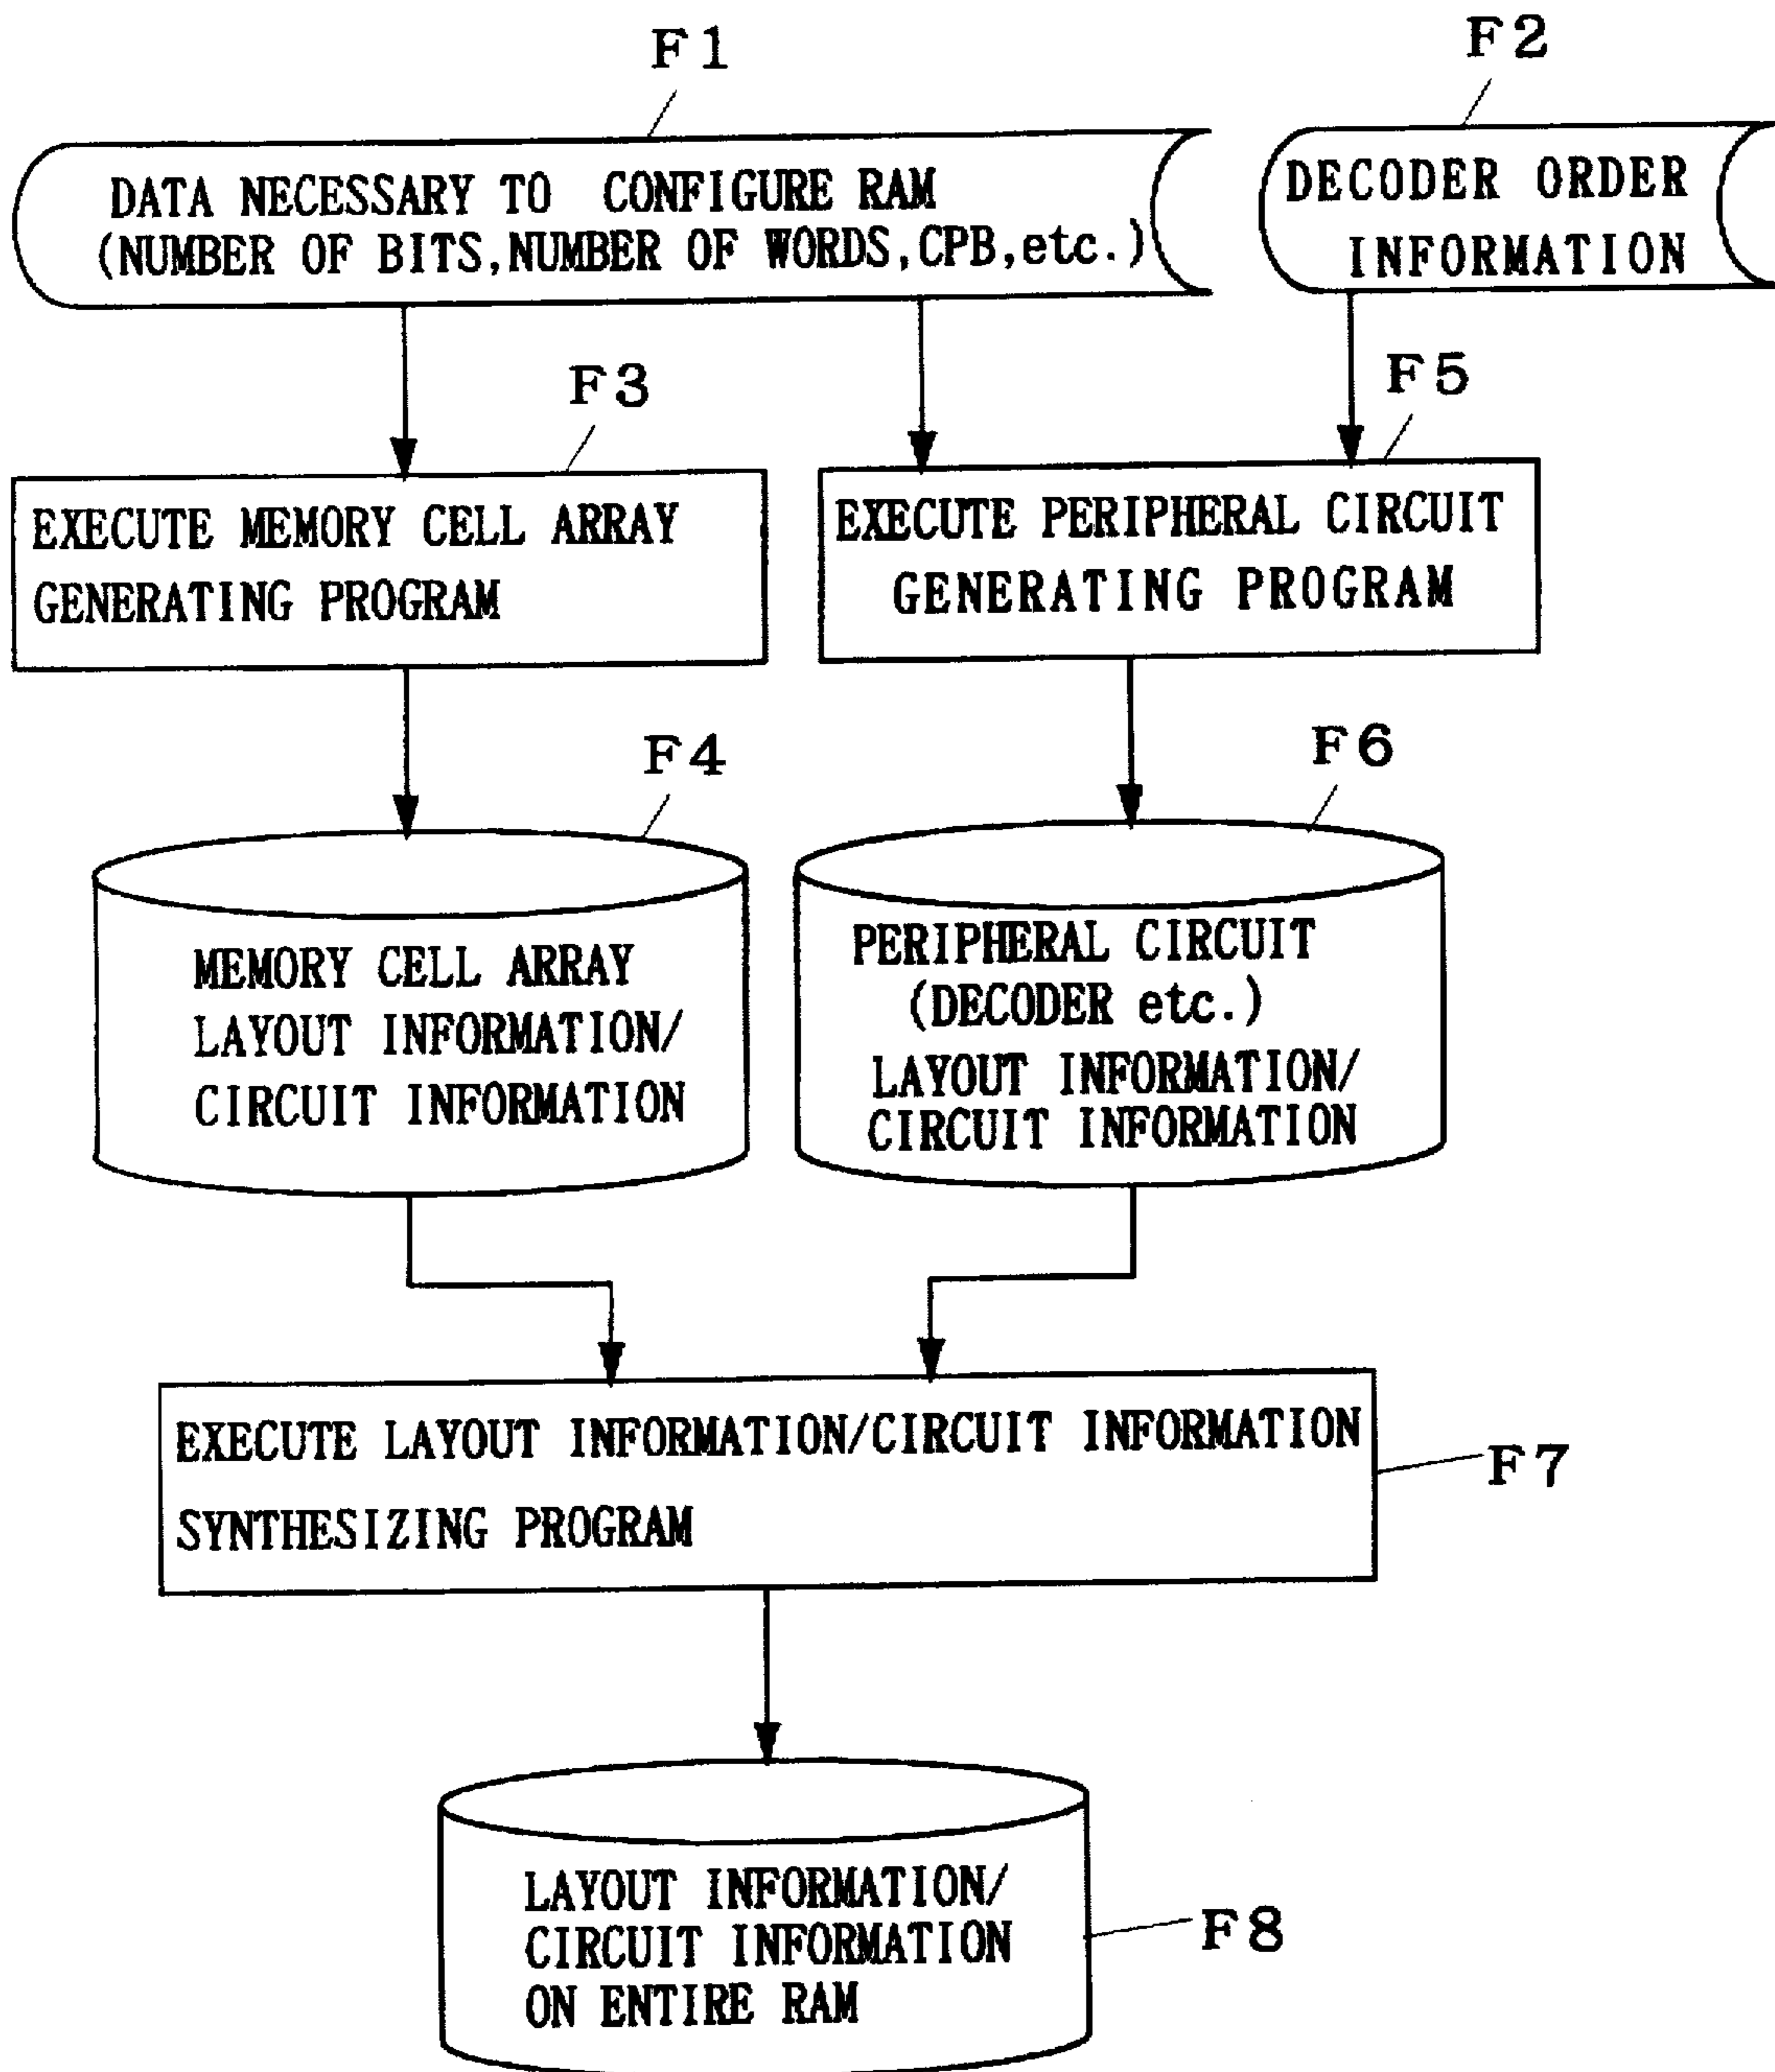 F1
F2
DATA NECESSARY TO CONFIGURE RAM
(NUMBER OF BITS,NUMBER OF WORDS,CPB,etc.)
DECODER ORDER
INFORMATION
F3
F5
EXECUTE MEMORY CELL ARRAY
GENERATING PROGRAM
EXECUTE PERIPHERAL CIRCUIT
GENERATING PROGRAM
F4
F6
MEMORY CELL ARRAY
LAYOUT INFORMATION/
CIRCUIT INFORMATION
PERIPHERAL CIRCUIT
(DECODER etc.)
LAYOUT INFORMATION/
CIRCUIT INFORMATION
EXECUTE LAYOUT INFORMATION/CIRCUIT INFORMATION
SYNTHESIZING PROGRAM
F7
LAYOUT INFORMATION/
CIRCUIT INFORMATION
ON ENTIRE RAM
F8